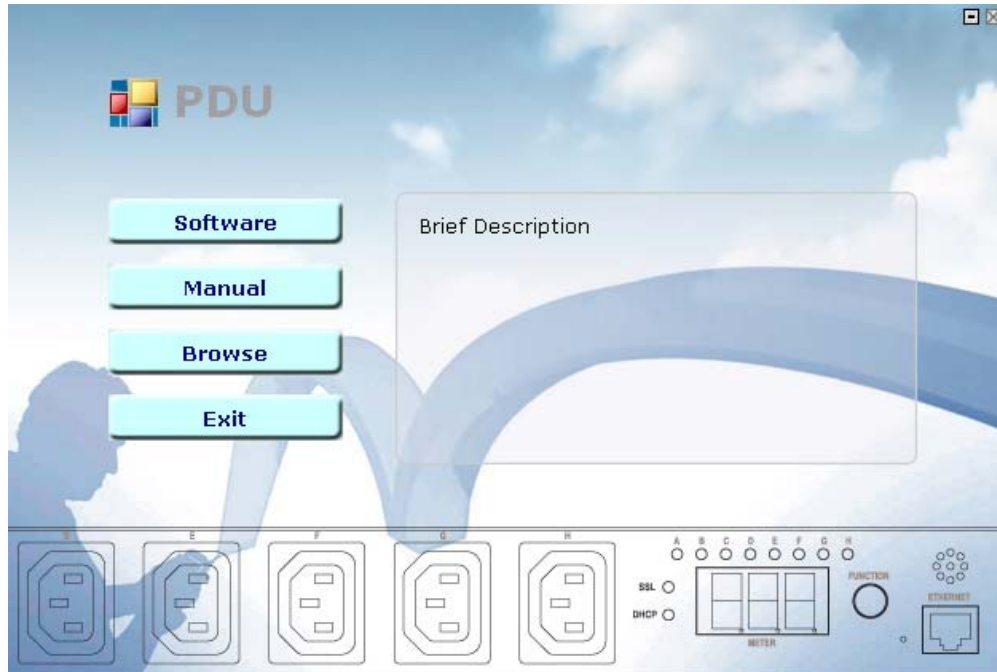 PDU
Software
Brief Description
Manual
Browse
Exit
E F G H
A B C D E F G H
SSL
DHCP
METER
FUNCTION
ETHERNET